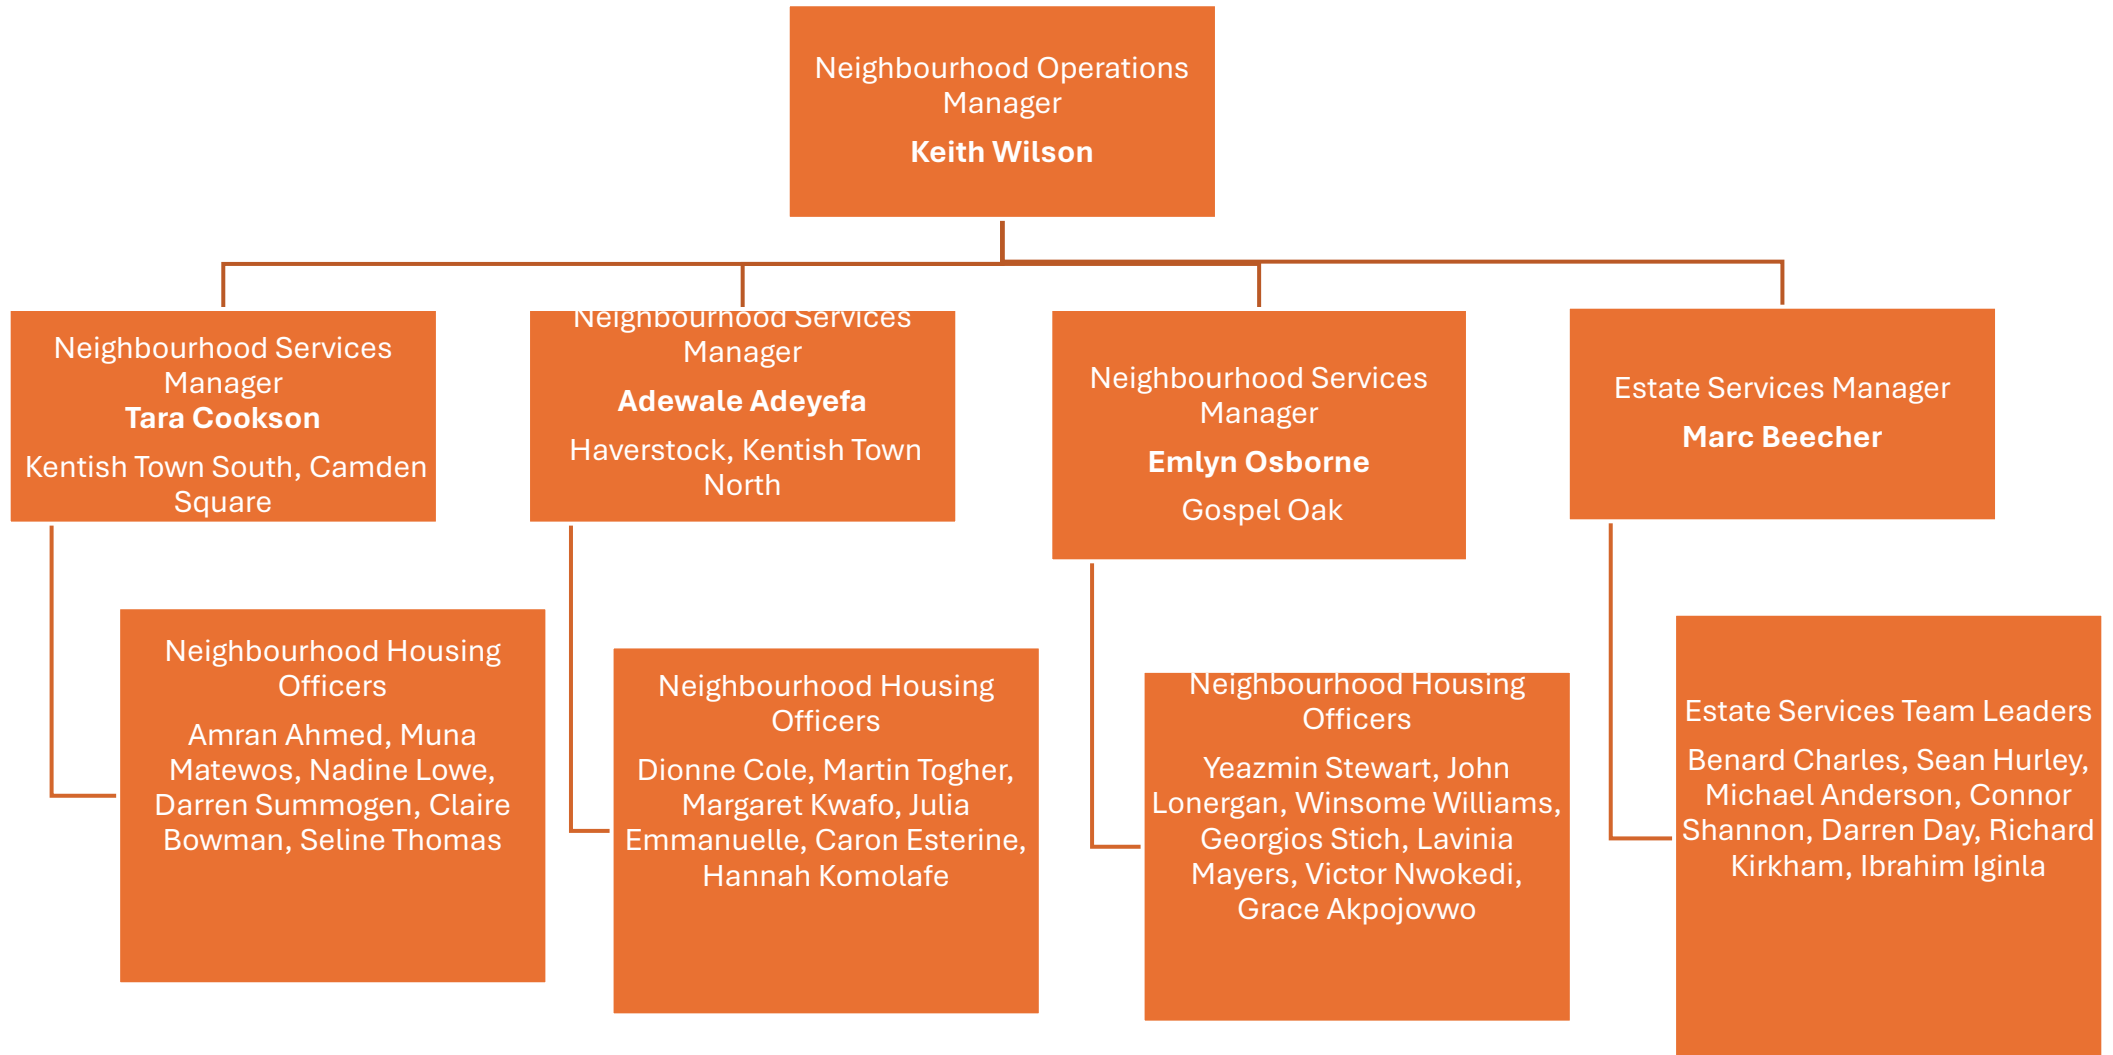 Neighbourhood Operations
Manager
Keith Wilson
Neighbourhood Services
Manager
Tara Cookson
Kentish Town South, Camden
Square
Neighbourhood Services
Manager
Adewale Adeyefa
Haverstock, Kentish Town
North
Neighbourhood Services
Manager
Emlyn Osborne
Gospel Oak
Estate Services Manager
Marc Beecher
Neighbourhood Housing
Officers
Amran Ahmed, Muna
Matewos, Nadine Lowe,
Darren Summogen, Claire
Bowman, Seline Thomas
Neighbourhood Housing
Officers
Dionne Cole, Martin Togher,
Margaret Kwafo, Julia
Emmanuelle, Caron Esterine,
Hannah Komolafe
Neighbourhood Housing
Officers
Yeazmin Stewart, John
Lonergan, Winsome Williams,
Georgios Stich, Lavinia
Mayers, Victor Nwokedi,
Grace Akpojovwo
Estate Services Team Leaders
Benard Charles, Sean Hurley,
Michael Anderson, Connor
Shannon, Darren Day, Richard
Kirkham, Ibrahim Iginla